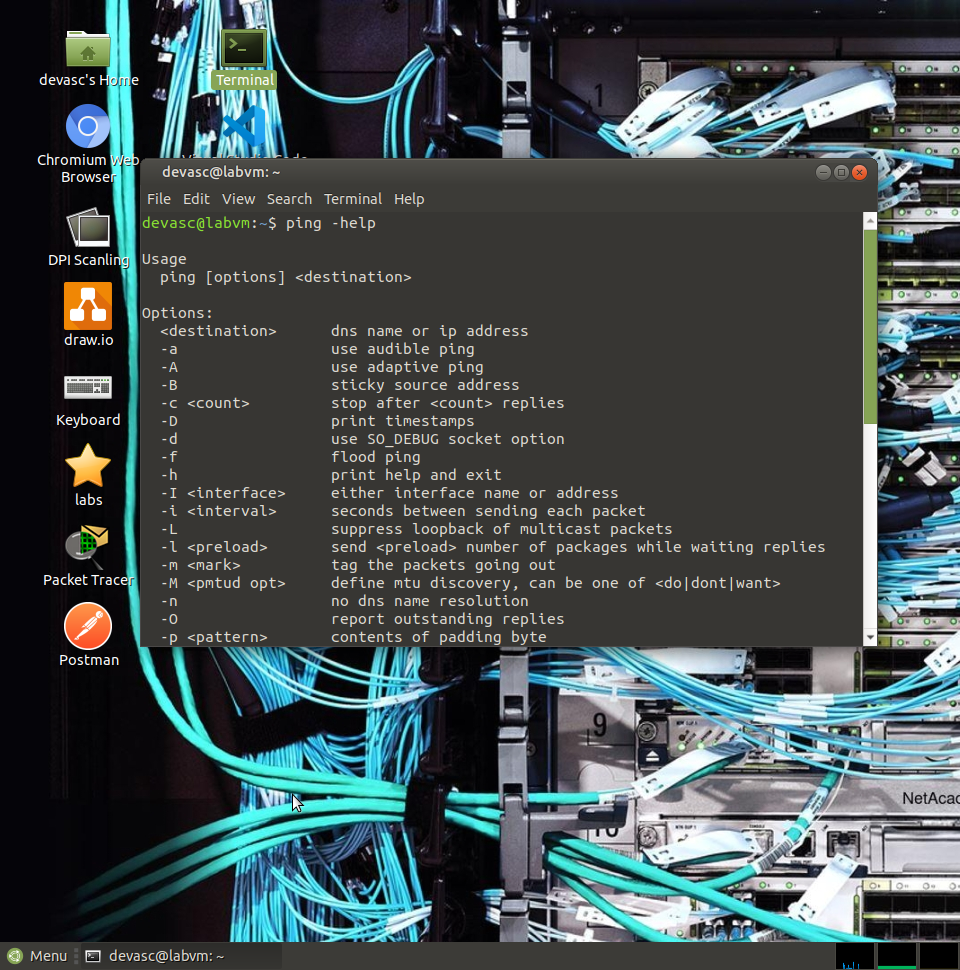 devasc's Home
Terminal
Chromium Web
Browser
DPI Scanling
draw.io
Keyboard
labs
Packet Tracer
Postman
devasc@labvm: ~
File Edit View Search Terminal Help
devasc@labvm:~$ ping -help
Usage
ping [options] <destination>
Options:
<destination> dns name or ip address
-a use audible ping
-A use adaptive ping
-B sticky source address
-c <count> stop after <count> replies
-D print timestamps
-d use SO_DEBUG socket option
-f flood ping
-h print help and exit
-I <interface> either interface name or address
-i <interval> seconds between sending each packet
-L suppress loopback of multicast packets
-l <preload> send <preload> number of packages while waiting replies
-m <mark> tag the packets going out
-M <pmtud opt> define mtu discovery, can be one of <do|dont|want>
-n no dns name resolution
-O report outstanding replies
-p <pattern> contents of padding byte
1
9
10
NetAcad
Menu
devasc@labvm: ~